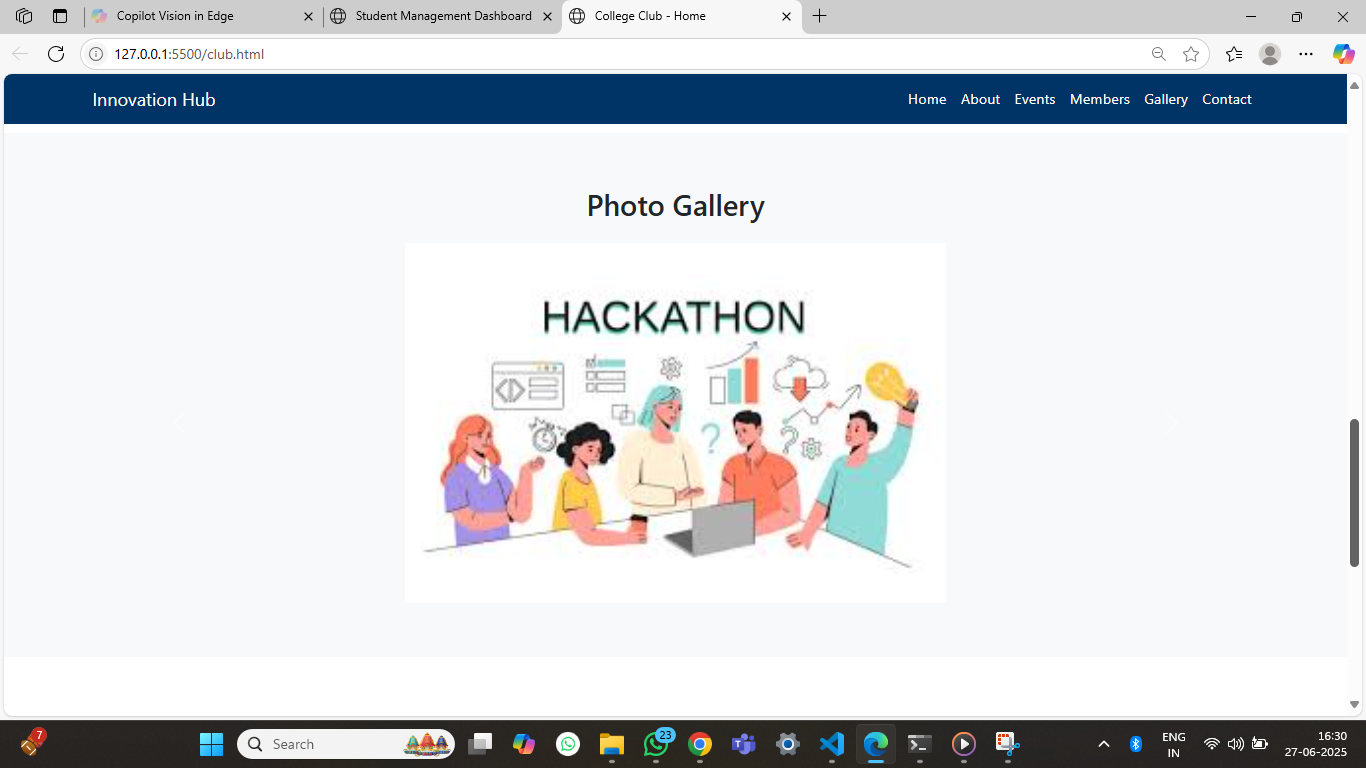 Copilot Vision in Edge
Student Management Dashboard
College Club - Home
127.0.0.1:5500/club.html
Innovation Hub
Home About Events Members Gallery Contact
Photo Gallery
HACKATHON
?
?
7
Search
23
ENG
IN
16:30
27-06-2025